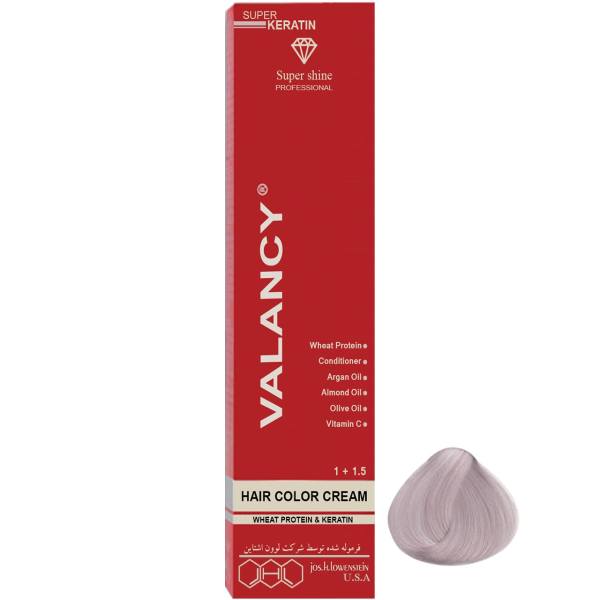 SUPER
KERATIN
Super shine
PROFESSIONAL
VALANCY®
Wheat Protein
Conditioner
Argan Oil
Almond Oil
Olive Oil
Vitamin C
1 + 1.5
HAIR COLOR CREAM
WHEAT PROTEIN & KERATIN
فرموله شده توسط شرکت لوون اشتاین
JHL
jos.h.lowenstein
U.S.A